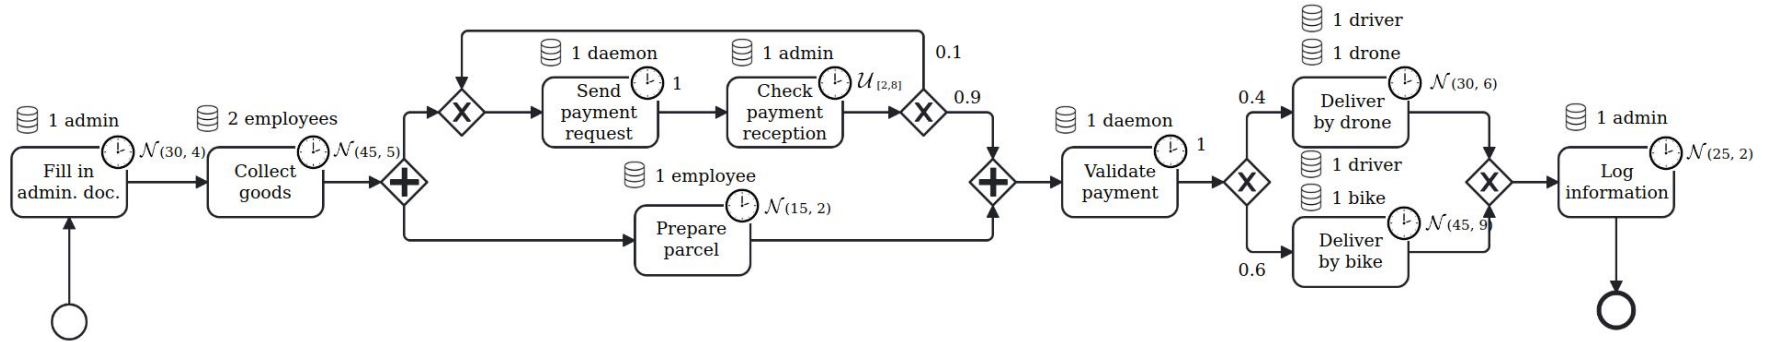 1 admin
N(30, 4)
Fill in
admin. doc.
2 employees
N(45, 5)
Collect
goods
1 daemon
1
Send
payment
request
1 admin
U[2,8]
Check
payment
reception
0.1
0.9
1 employee
N(15, 2)
Prepare
parcel
1 daemon
1
Validate
payment
0.4
0.6
1 driver
1 drone
N(30, 6)
Deliver
by drone
1 driver
1 bike
N(45, 9)
Deliver
by bike
1 admin
N(25, 2)
Log
information